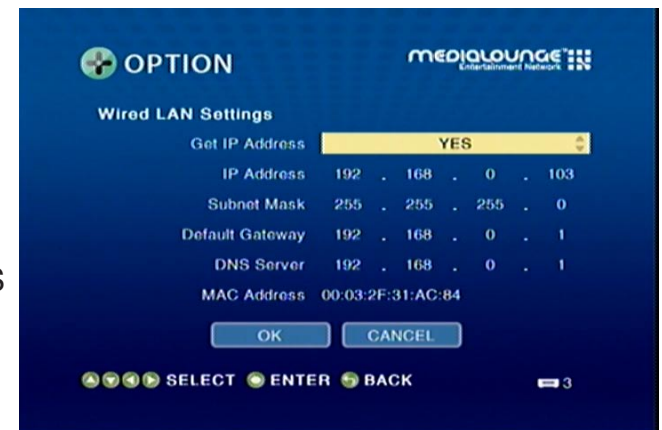 OPTION
MEDIALOUNGE™
Entertainment Network
Wired LAN Settings
Get IP Address YES
IP Address 192 . 168 . 0 . 103
Subnet Mask 255 . 255 . 255 . 0
Default Gateway 192 . 168 . 0 . 1
DNS Server 192 . 168 . 0 . 1
MAC Address 00:03:2F:31:AC:84
OK CANCEL
SELECT ENTER BACK 3
s